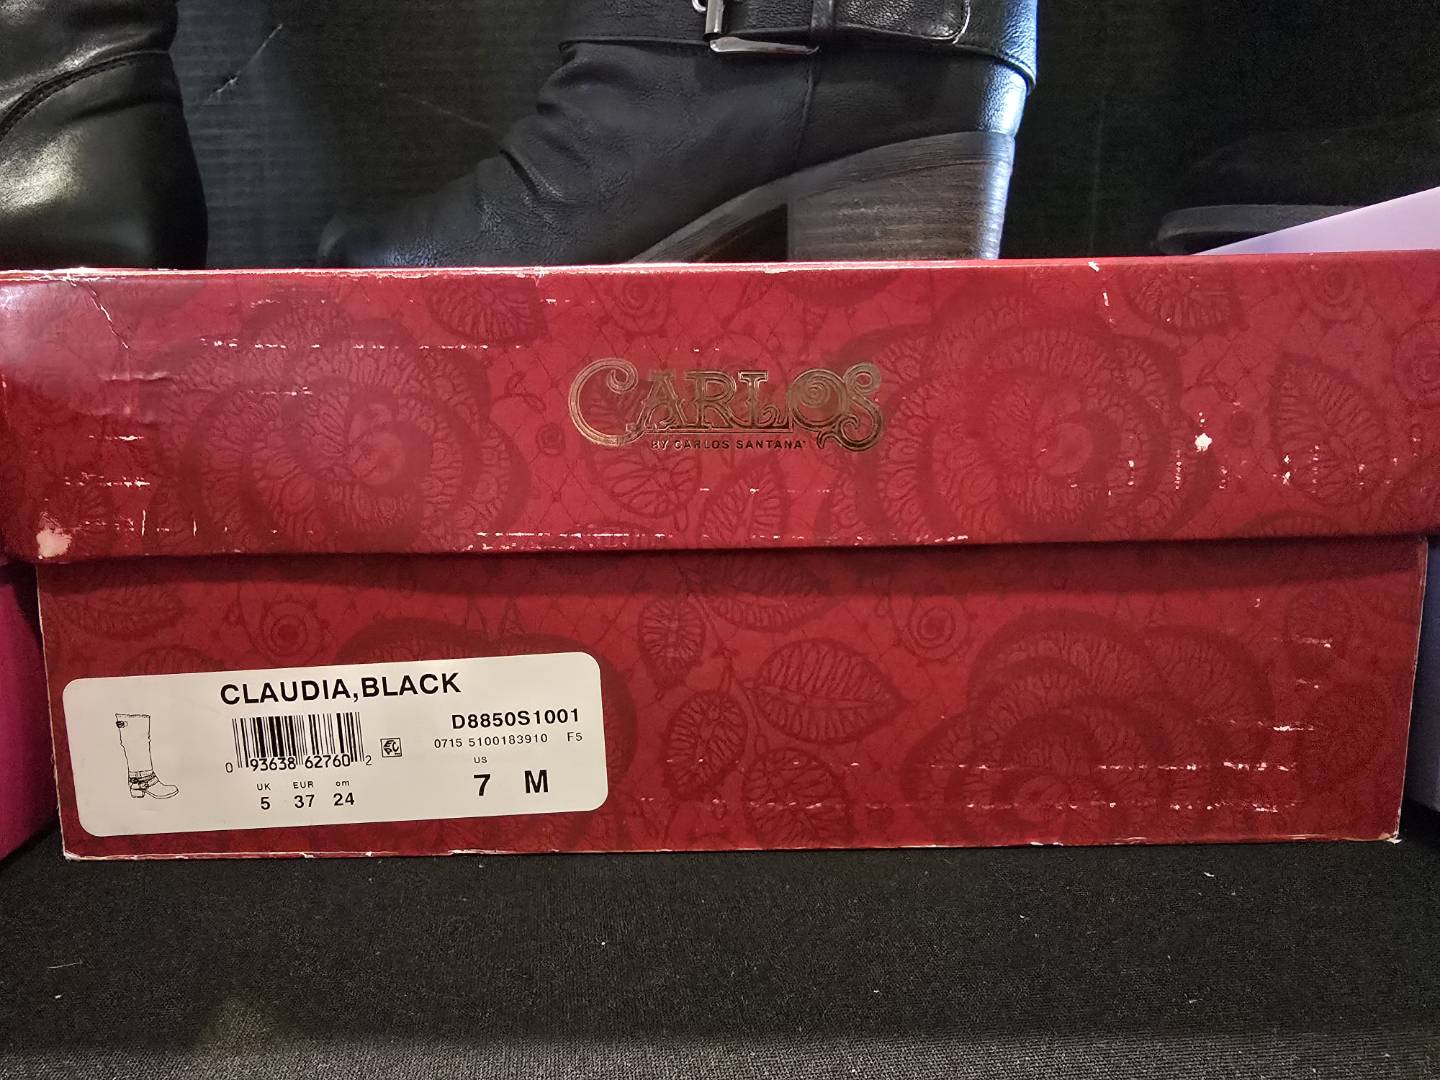 CARLOS
BY CARLOS SANTANA
CLAUDIA,BLACK
D8850S1001
0715 5100183910 F5
0 93638 62760 2
US
7 M
UK EUR cm
5 37 24